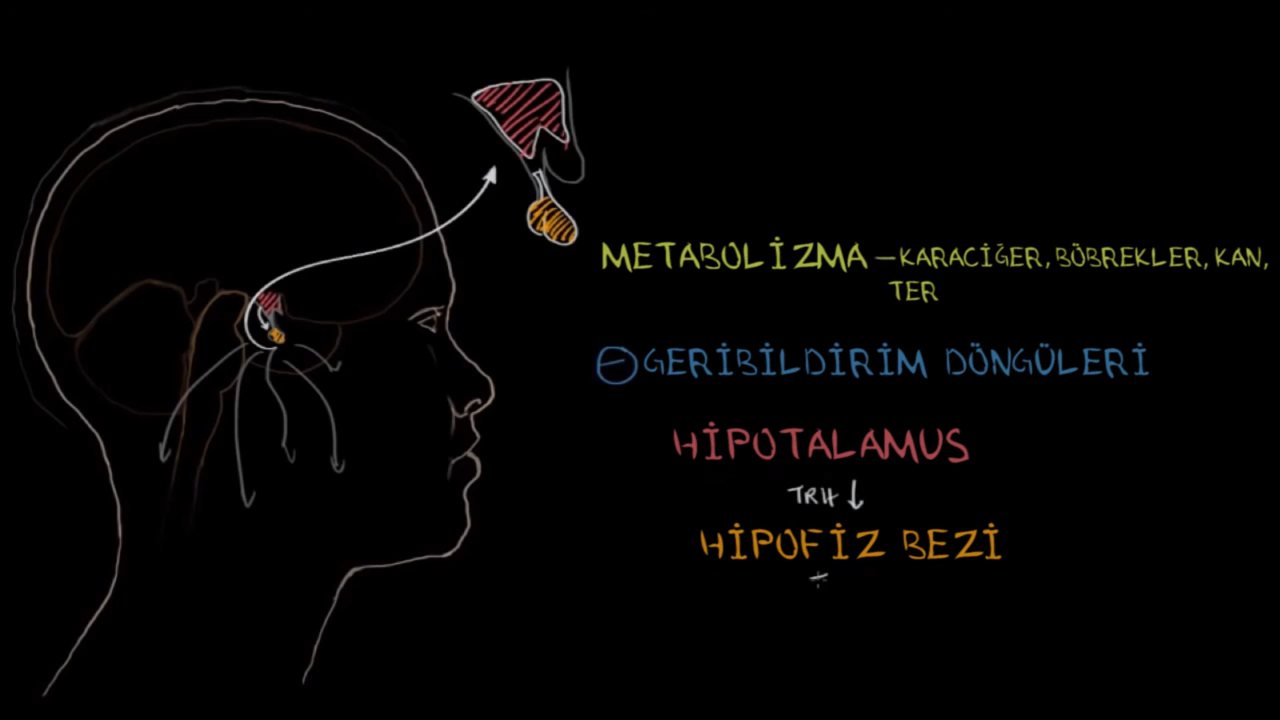 METABOLİZMA – KARACİĞER, BÖBREKLER, KAN,
TER
⊖ GERİBİLDİRİM DÖNGÜLERİ
HİPOTALAMUS
TRH ↓
HİPOFİZ BEZİ